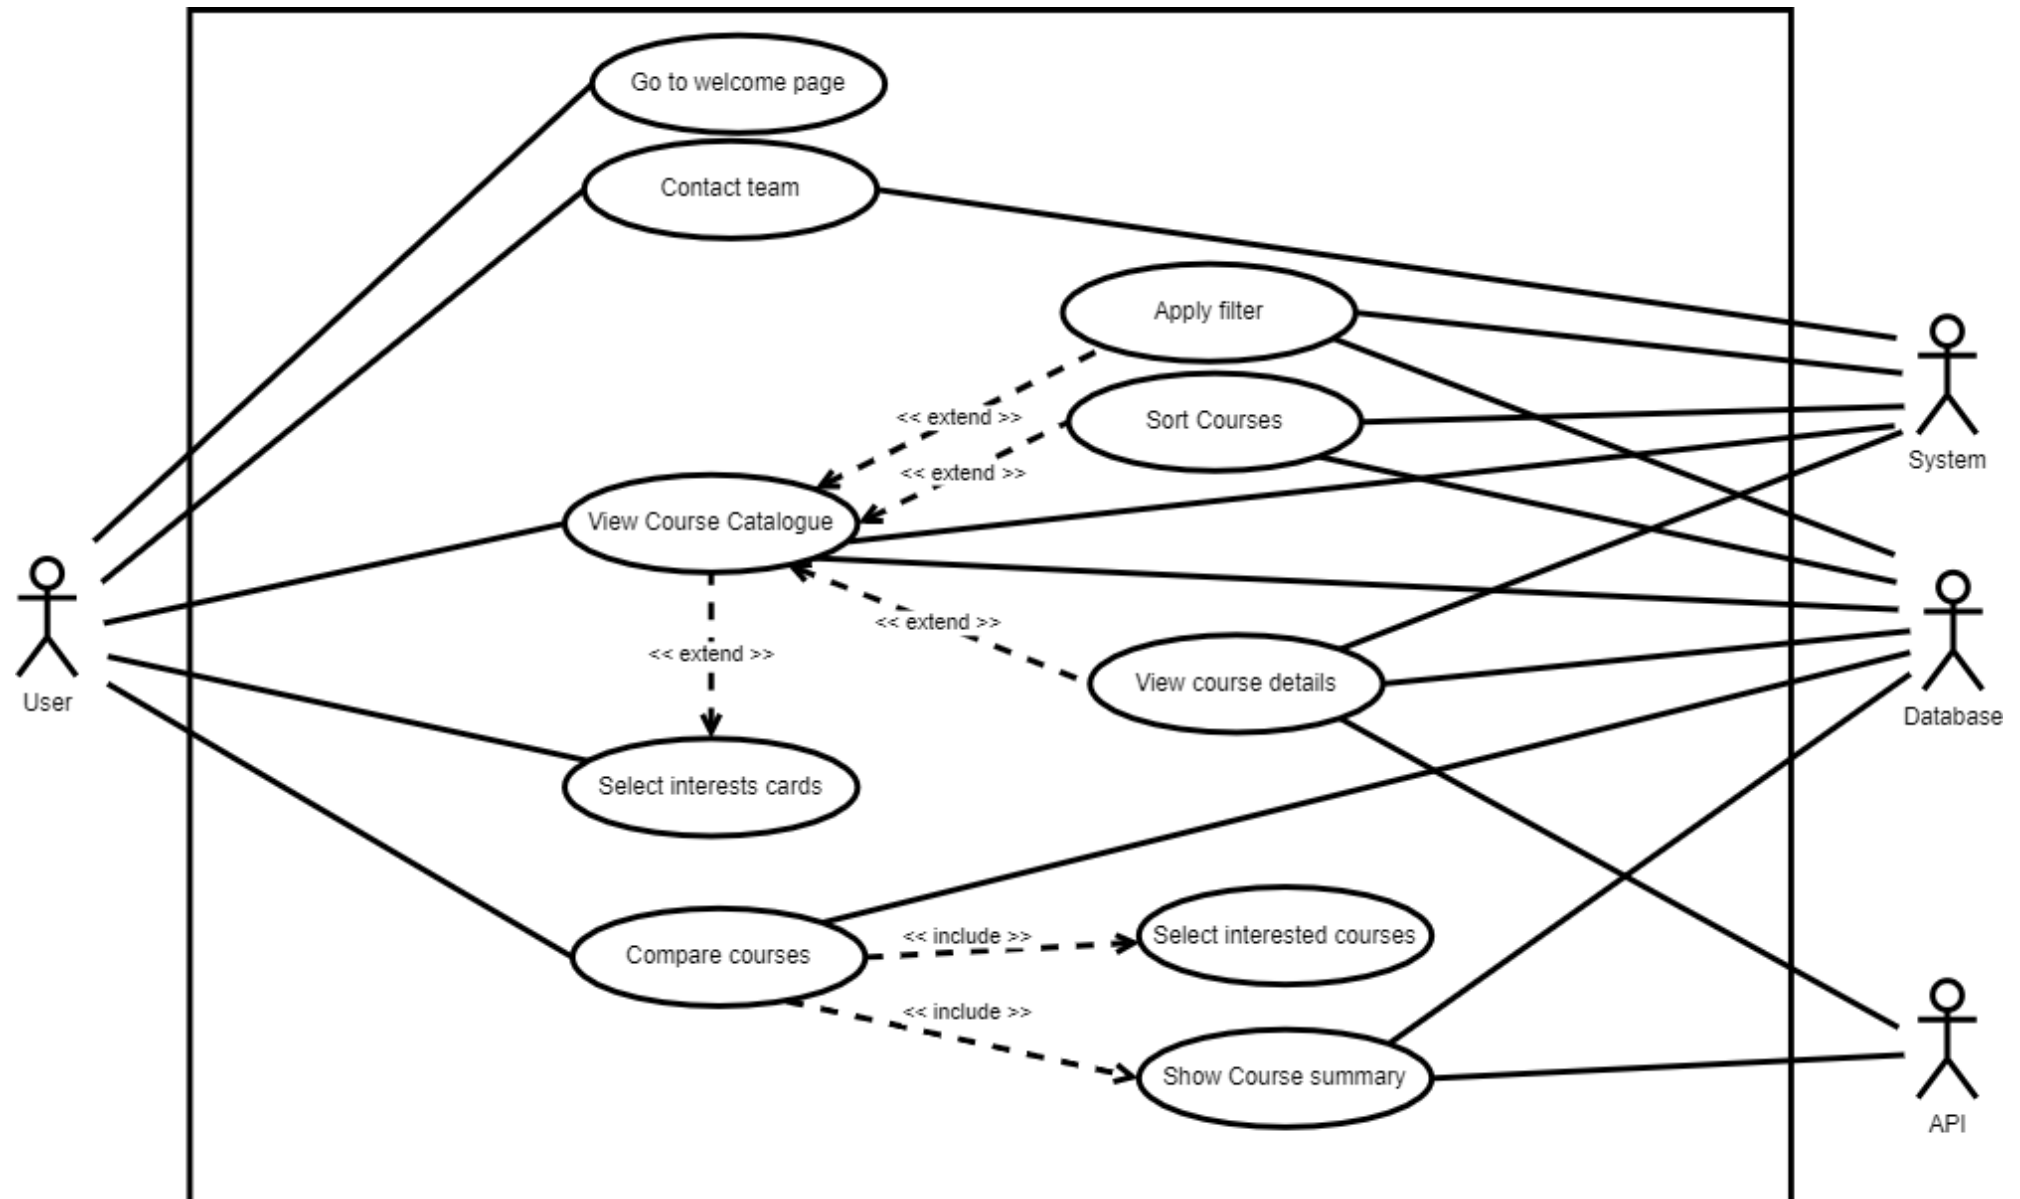 Go to welcome page
Contact team
Apply filter
<< extend >>
Sort Courses
<< extend >>
System
View Course Catalogue
<< extend >>
<< extend >>
View course details
User
Database
Select interests cards
<< include >>
Select interested courses
Compare courses
<< include >>
Show Course summary
API